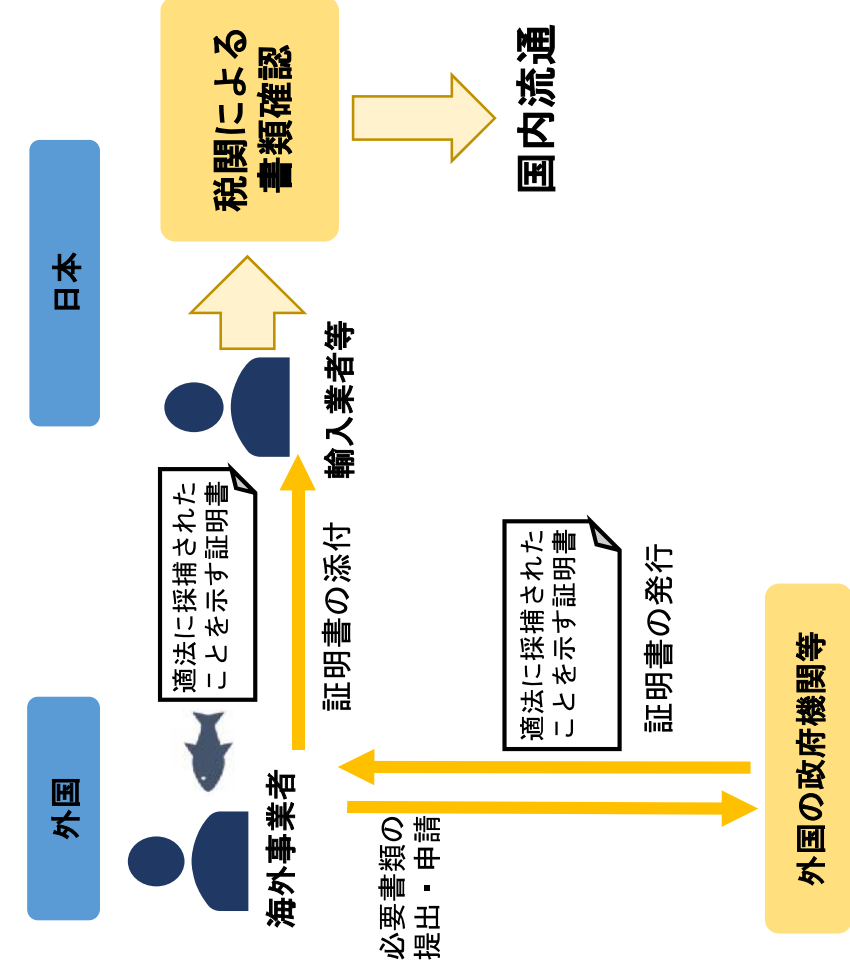 外国
日本
適法に採捕された
ことを示す証明書
税関による
書類確認
海外事業者
証明書の添付
輸入業者等
国内流通
必要書類の
提出・申請
適法に採捕された
ことを示す証明書
証明書の発行
外国の政府機関等